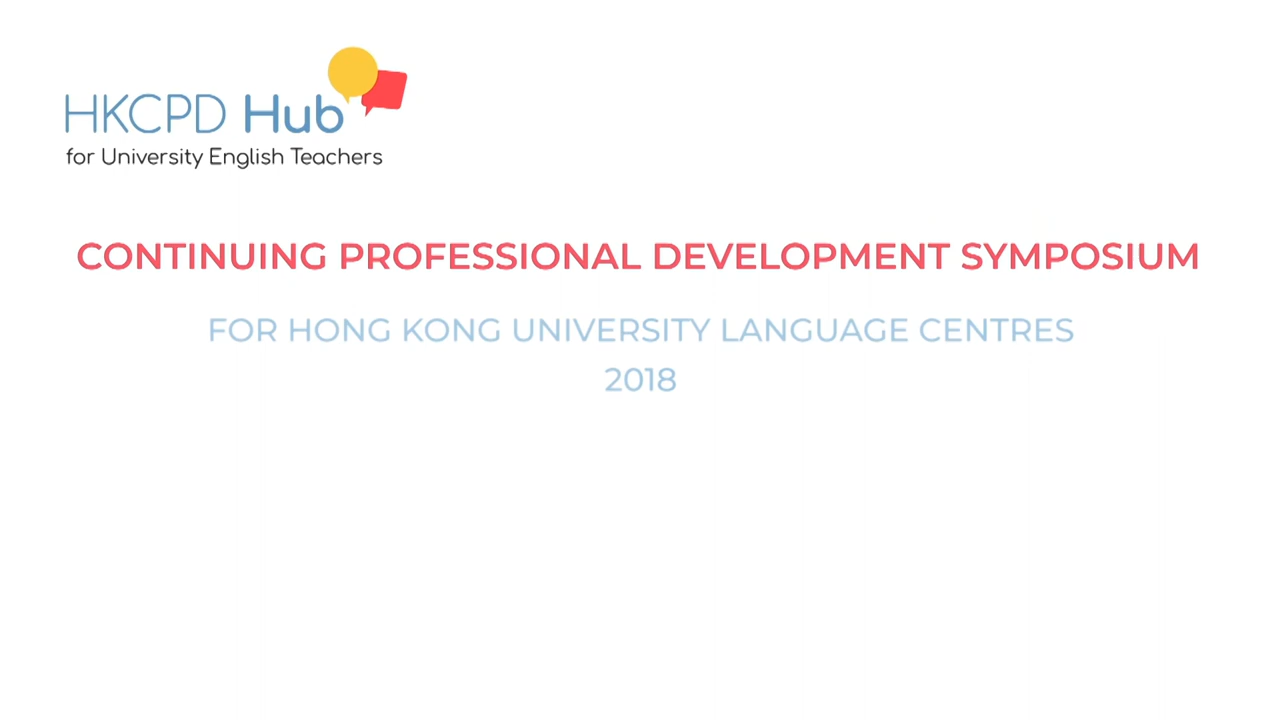 HKCPD Hub
for University English Teachers
CONTINUING PROFESSIONAL DEVELOPMENT SYMPOSIUM
FOR HONG KONG UNIVERSITY LANGUAGE CENTRES
2018